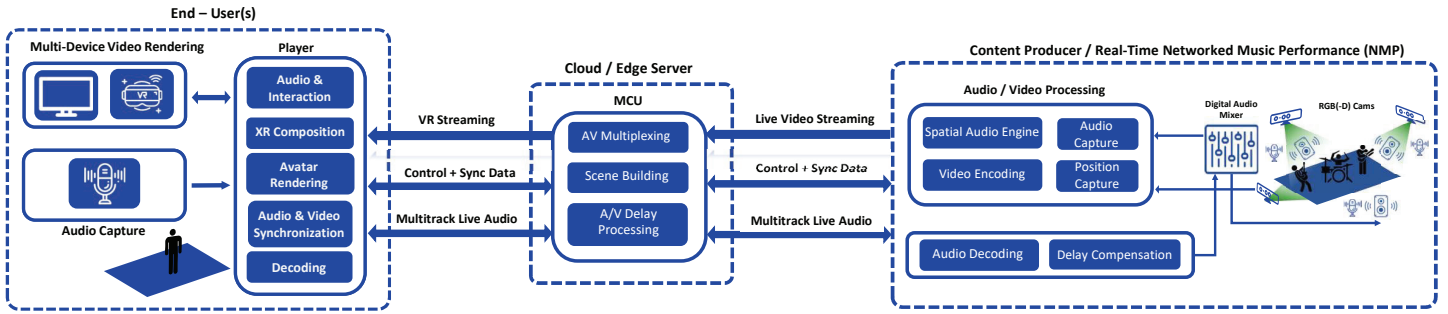 End – User(s)
Multi-Device Video Rendering
VR
Audio Capture
Player
Audio &
Interaction
XR Composition
Avatar
Rendering
Audio & Video
Synchronization
Decoding
VR Streaming
Control + Sync Data
Multitrack Live Audio
Cloud / Edge Server
MCU
AV Multiplexing
Scene Building
A/V Delay
Processing
Live Video Streaming
Control + Sync Data
Multitrack Live Audio
Content Producer / Real-Time Networked Music Performance (NMP)
Audio / Video Processing
Spatial Audio Engine
Audio
Capture
Video Encoding
Position
Capture
Audio Decoding
Delay Compensation
Digital Audio
Mixer
RGB(-D) Cams